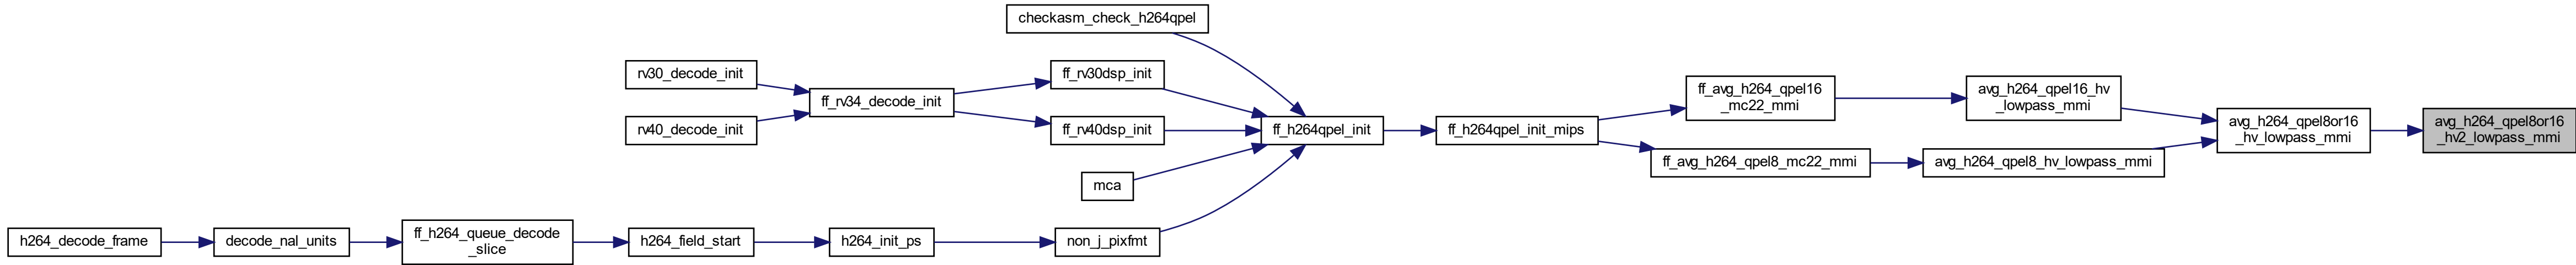 checkasm_check_h264qpel
rv30_decode_init
ff_rv30dsp_init
ff_rv34_decode_init
rv40_decode_init
ff_rv40dsp_init
ff_h264qpel_init
ff_h264qpel_init_mips
ff_avg_h264_qpel16
_mc22_mmi
avg_h264_qpel16_hv
_lowpass_mmi
ff_avg_h264_qpel8_mc22_mmi
avg_h264_qpel8_hv_lowpass_mmi
avg_h264_qpel8or16
_hv_lowpass_mmi
avg_h264_qpel8or16
_hv2_lowpass_mmi
mca
h264_decode_frame
decode_nal_units
ff_h264_queue_decode
_slice
h264_field_start
h264_init_ps
non_j_pixfmt